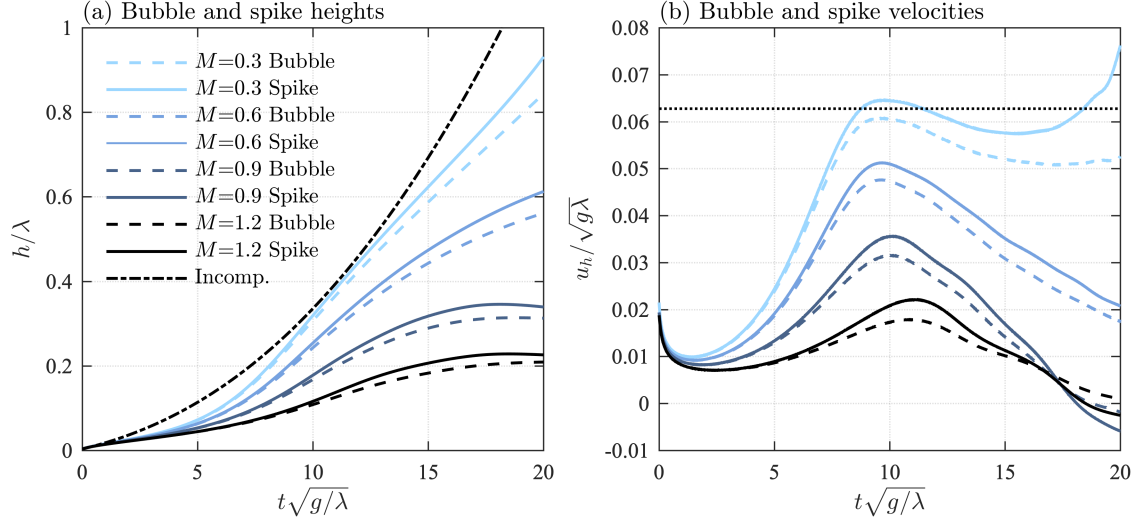 (a) Bubble and spike heights
1
0.8
0.6
0.4
0.2
0
h/λ
M=0.3 Bubble
M=0.3 Spike
M=0.6 Bubble
M=0.6 Spike
M=0.9 Bubble
M=0.9 Spike
M=1.2 Bubble
M=1.2 Spike
Incomp.
0 5 10 15 20
t√g/λ
(b) Bubble and spike velocities
0.08
0.07
0.06
0.05
0.04
0.03
0.02
0.01
0
-0.01
u_h/√gλ
0 5 10 15 20
t√g/λ